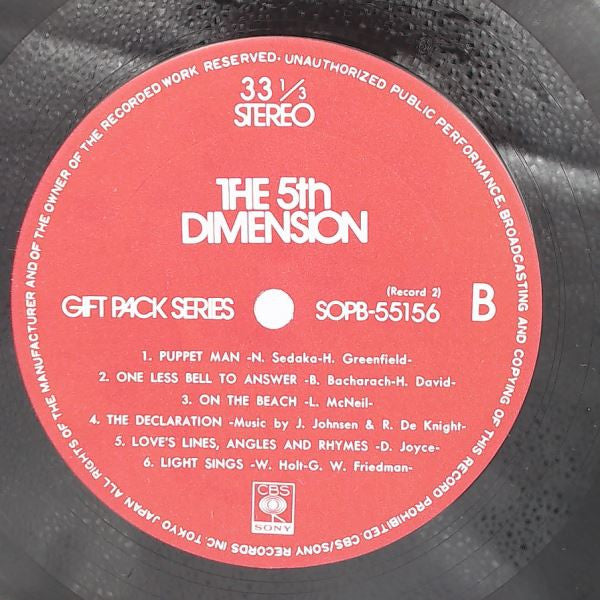 ALL RIGHTS OF THE MANUFACTURER AND OF THE OWNER OF THE RECORDED WORK RESERVED. UNAUTHORIZED PUBLIC PERFORMANCE, BROADCASTING AND COPYING OF THIS RECORD PROHIBITED. CBS/SONY RECORDS INC. TOKYO JAPAN
33 1/3
STEREO
THE 5th
DIMENSION
(Record 2)
GIFT PACK SERIES SOPB-55156 B
1. PUPPET MAN -N. Sedaka-H. Greenfield-
2. ONE LESS BELL TO ANSWER -B. Bacharach-H. David-
3. ON THE BEACH -L. McNeil-
4. THE DECLARATION -Music by J. Johnsen & R. De Knight-
5. LOVE'S LINES, ANGLES AND RHYMES -D. Joyce-
6. LIGHT SINGS -W. Holt-G. W. Friedman-
CBS
SONY